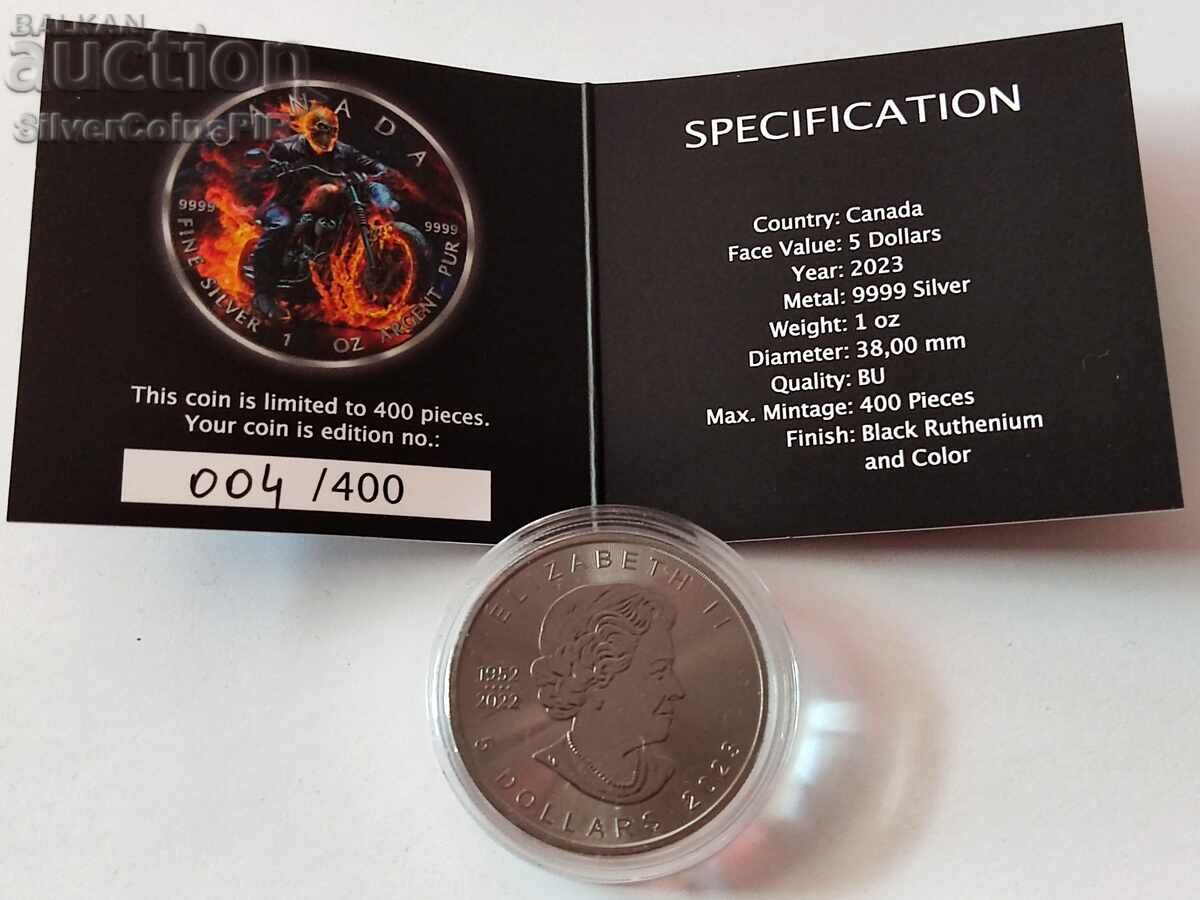 BALKAN
auction
SilverCoinsPlR
CANADA
9999
9999
FINE SILVER 1 OZ ARGENT PUR
This coin is limited to 400 pieces.
Your coin is edition no.:
004 /400
SPECIFICATION
Country: Canada
Face Value: 5 Dollars
Year: 2023
Metal: 9999 Silver
Weight: 1 oz
Diameter: 38,00 mm
Quality: BU
Max. Mintage: 400 Pieces
Finish: Black Ruthenium
and Color
ELIZABETH II
1952
2022
5 DOLLARS 2023